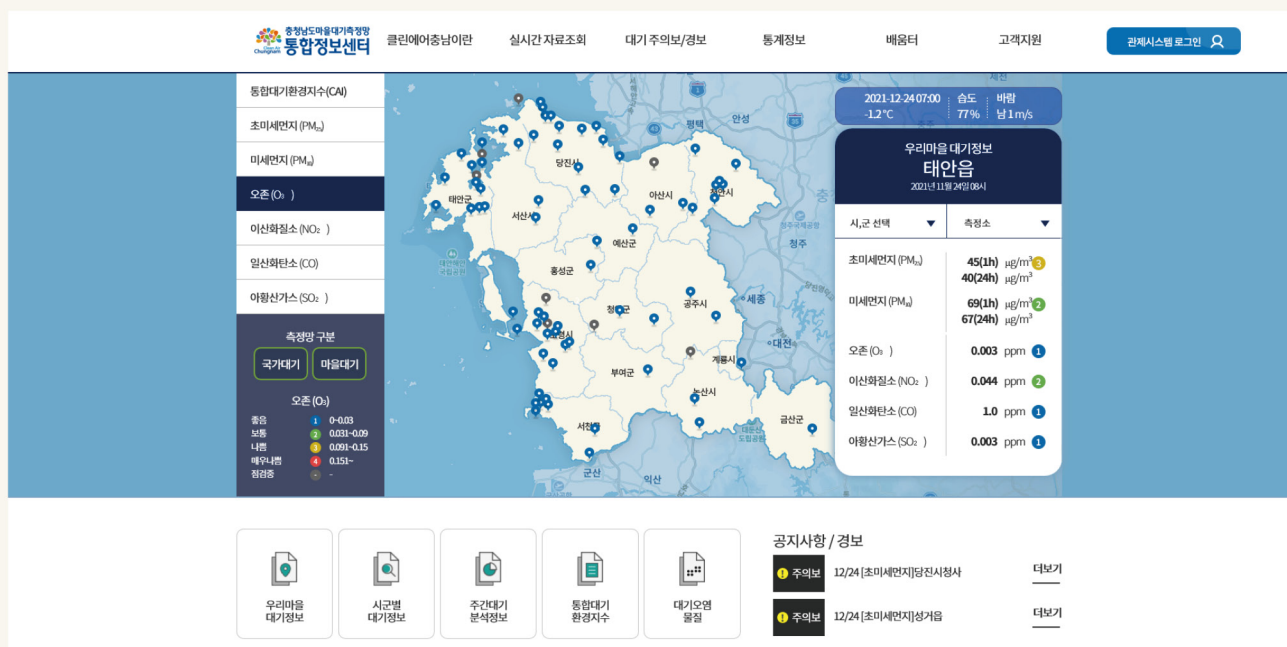 충청남도마을대기측정망
Clean Air
Chungnam
통합정보센터
클린에어충남이란
실시간 자료조회
대기 주의보/경보
통계정보
배움터
고객지원
관제시스템 로그인
통합대기환경지수(CAI)
초미세먼지 (PM2.5)
미세먼지 (PM10)
오존 (O3 )
이산화질소 (NO2 )
일산화탄소 (CO)
아황산가스 (SO2 )
측정망 구분
국가대기
마을대기
오존 (O3)
좋음 1 0~0.03
보통 2 0.031~0.09
나쁨 3 0.091~0.15
매우나쁨 4 0.151~
점검중 - -
평택
안성
당진시
아산시
천안시
태안군
서산시
예산군
청주
홍성군
공주시
세종
대전
계룡시
부여군
논산시
금산군
군산
익산
2021-12-24 07:00
-1.2 °C
습도
77 %
바람
남 1 m/s
우리마을 대기정보
태안읍
2021년 11월 24일 08시
시,군 선택 ▼
측정소 ▼
초미세먼지 (PM2.5) 45(1h) μg/m³ 3
40(24h) μg/m³
미세먼지 (PM10) 69(1h) μg/m³ 2
67(24h) μg/m³
오존 (O3 ) 0.003 ppm 1
이산화질소 (NO2 ) 0.044 ppm 2
일산화탄소 (CO) 1.0 ppm 1
아황산가스 (SO2 ) 0.003 ppm 1
우리마을
대기정보
시군별
대기정보
주간대기
분석정보
통합대기
환경지수
대기오염
물질
공지사항 / 경보
! 주의보 12/24 [초미세먼지]당진시청사 더보기
! 주의보 12/24 [초미세먼지]성거읍 더보기